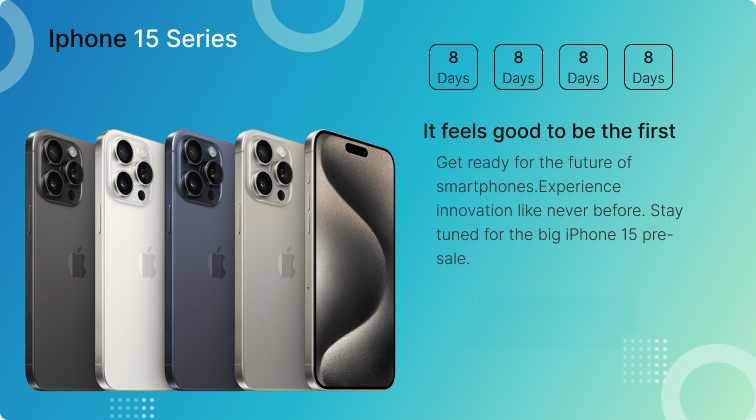 Iphone 15 Series
8 8 8 8
Days Days Days Days
It feels good to be the first
Get ready for the future of
smartphones.Experience
innovation like never before. Stay
tuned for the big iPhone 15 pre-
sale.